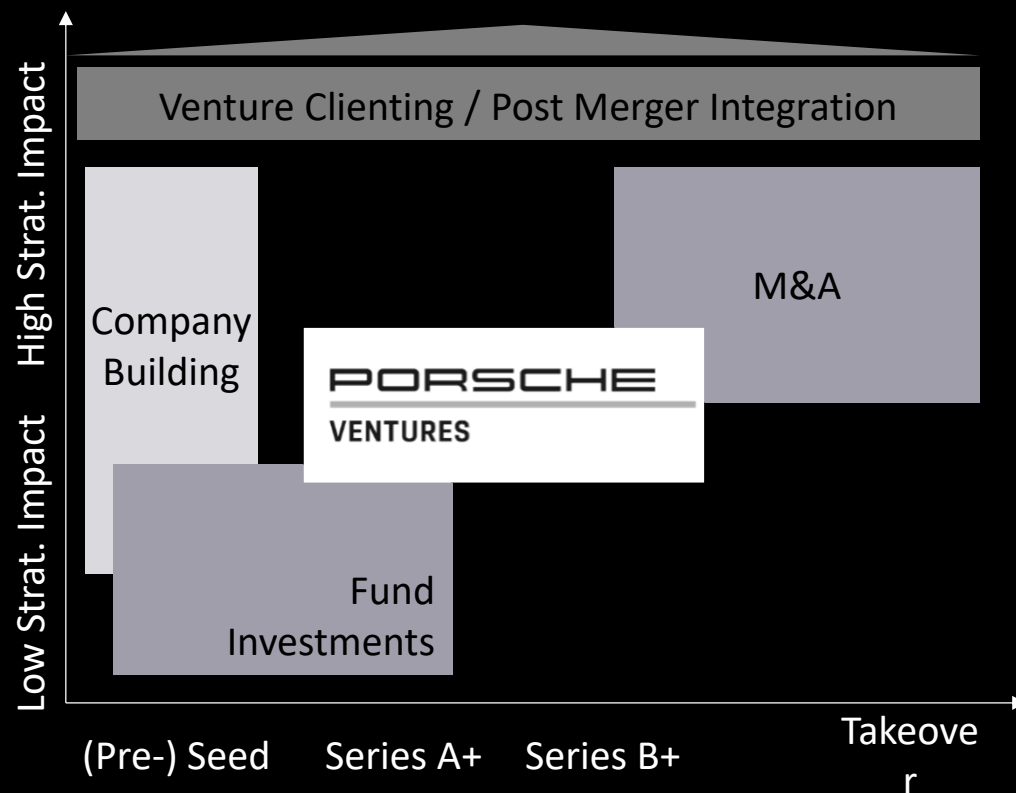 High Strat. Impact
Low Strat. Impact
Venture Clienting / Post Merger Integration
Company
Building
M&A
PORSCHE
VENTURES
Fund
Investments
(Pre-) Seed
Series A+
Series B+
Takeove
r